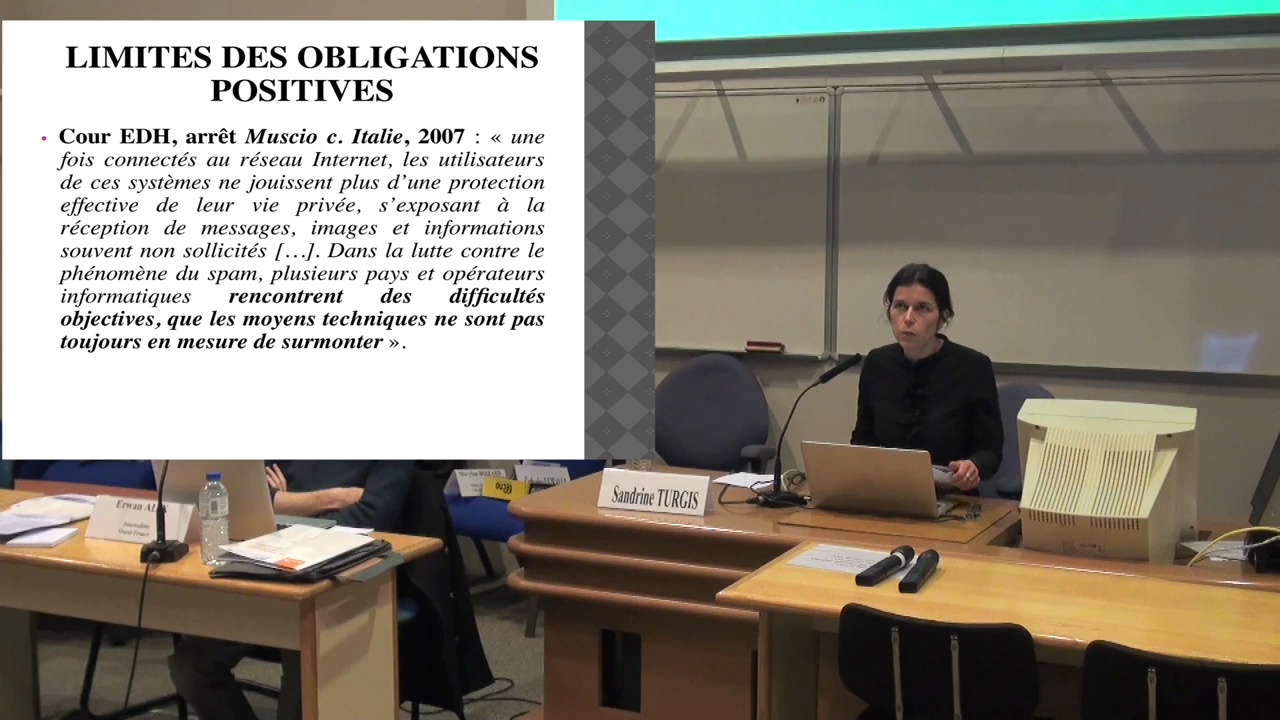 LIMITES DES OBLIGATIONS
POSITIVES
• Cour EDH, arrêt Muscio c. Italie, 2007 : « une
fois connectés au réseau Internet, les utilisateurs
de ces systèmes ne jouissent plus d’une protection
effective de leur vie privée, s’exposant à la
réception de messages, images et informations
souvent non sollicités […]. Dans la lutte contre le
phénomène du spam, plusieurs pays et opérateurs
informatiques rencontrent des difficultés
objectives, que les moyens techniques ne sont pas
toujours en mesure de surmonter ».
Sandrine TURGIS
Erwan
Journaliste
Ouest-France